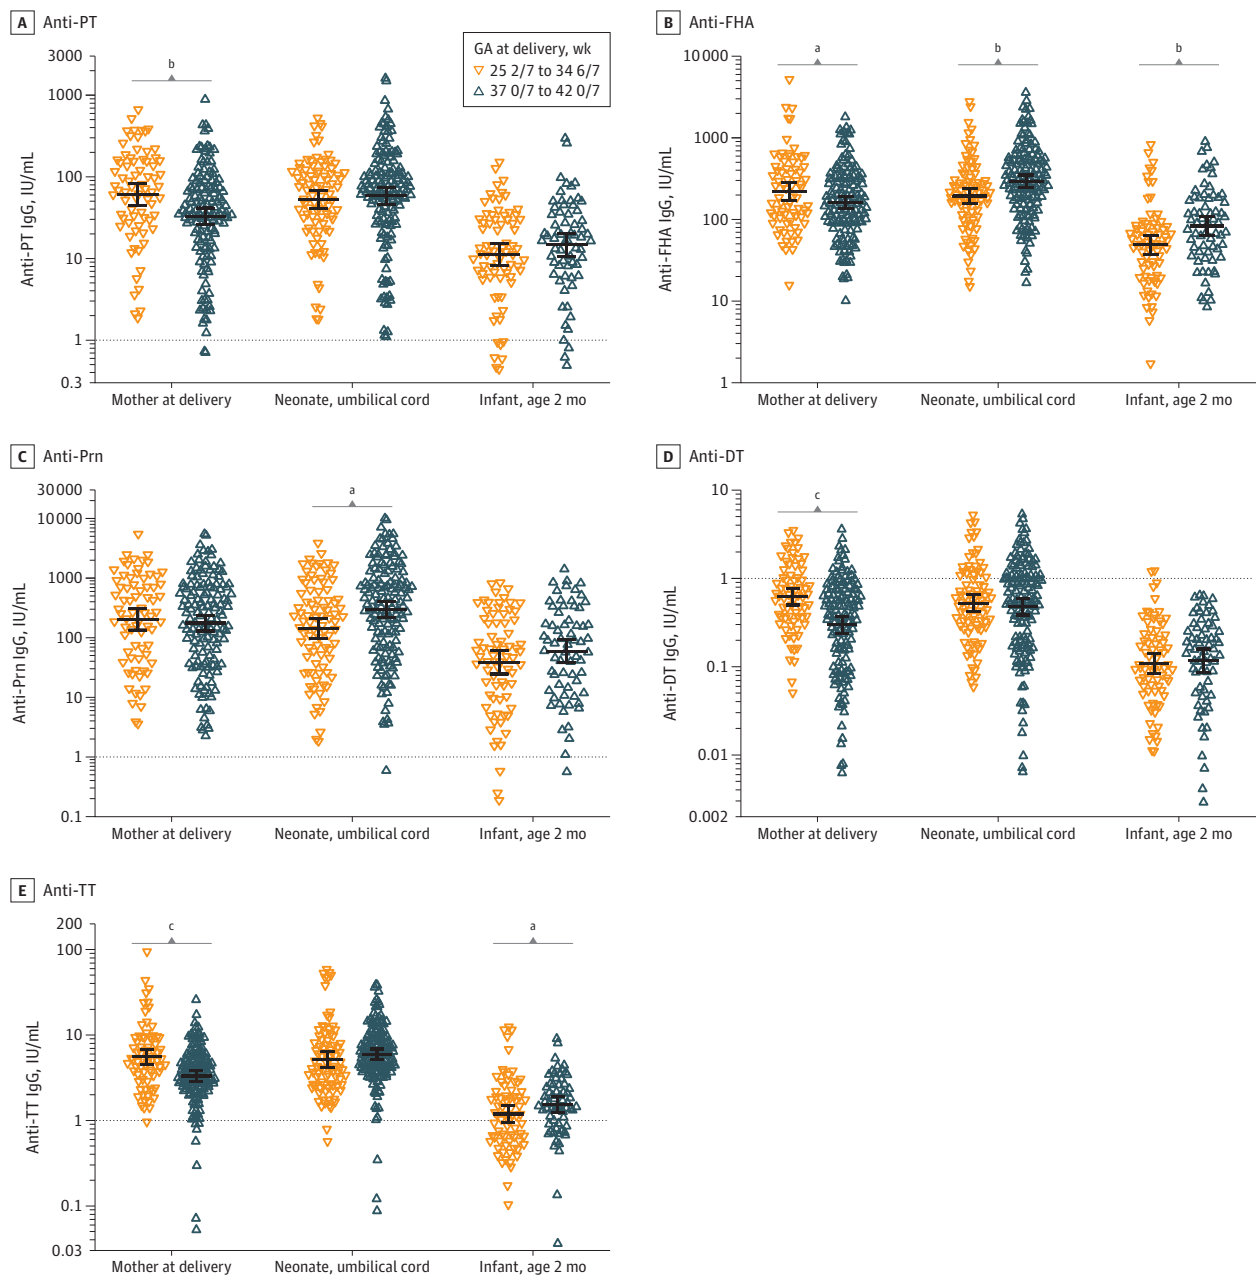 A Anti-PT
b
GA at delivery, wk
25 2/7 to 34 6/7
37 0/7 to 42 0/7
3000
1000
100
10
1
0.3
Anti-PT IgG, IU/mL
Mother at delivery
Neonate, umbilical cord
Infant, age 2 mo
B Anti-FHA
a
b
b
10 000
1000
100
10
1
Anti-FHA IgG, IU/mL
Mother at delivery
Neonate, umbilical cord
Infant, age 2 mo
C Anti-Prn
a
30 000
10 000
1000
100
10
1
0.1
Anti-Prn IgG, IU/mL
Mother at delivery
Neonate, umbilical cord
Infant, age 2 mo
D Anti-DT
c
10
1
0.1
0.01
0.002
Anti-DT IgG, IU/mL
Mother at delivery
Neonate, umbilical cord
Infant, age 2 mo
E Anti-TT
c
a
200
100
10
1
0.1
0.03
Anti-TT IgG, IU/mL
Mother at delivery
Neonate, umbilical cord
Infant, age 2 mo